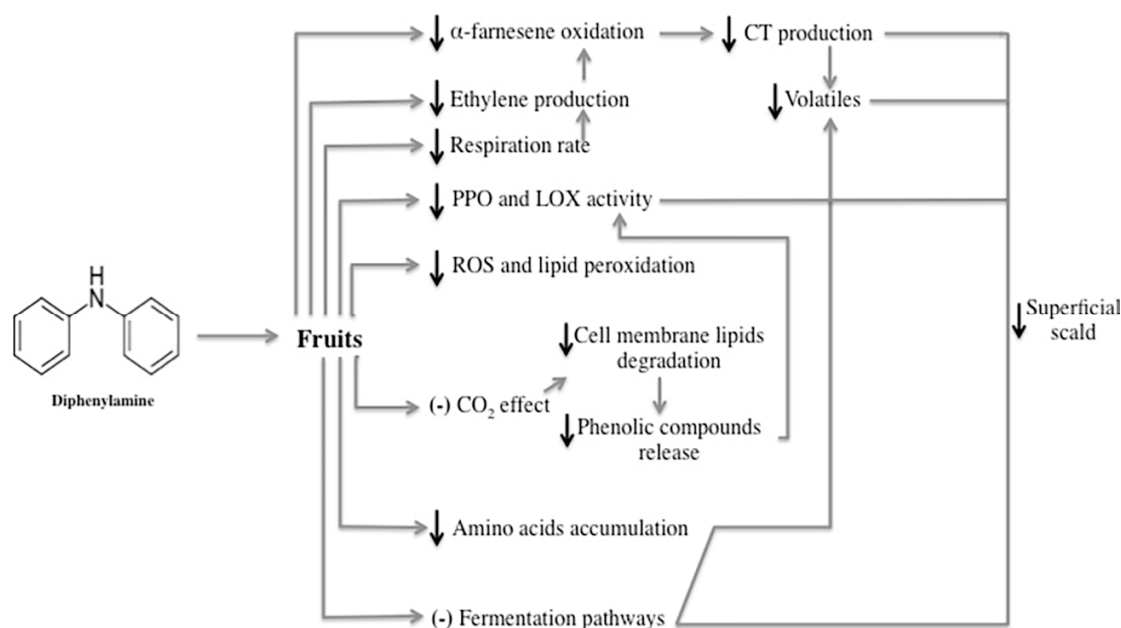 ↓ α-farnesene oxidation
↓ CT production
↓ Ethylene production
↓ Volatiles
↓ Respiration rate
↓ PPO and LOX activity
↓ ROS and lipid peroxidation
H
N
Diphenylamine
Fruits
↓ Cell membrane lipids
degradation
(-) CO₂ effect
↓ Phenolic compounds
release
↓ Superficial
scald
↓ Amino acids accumulation
(-) Fermentation pathways